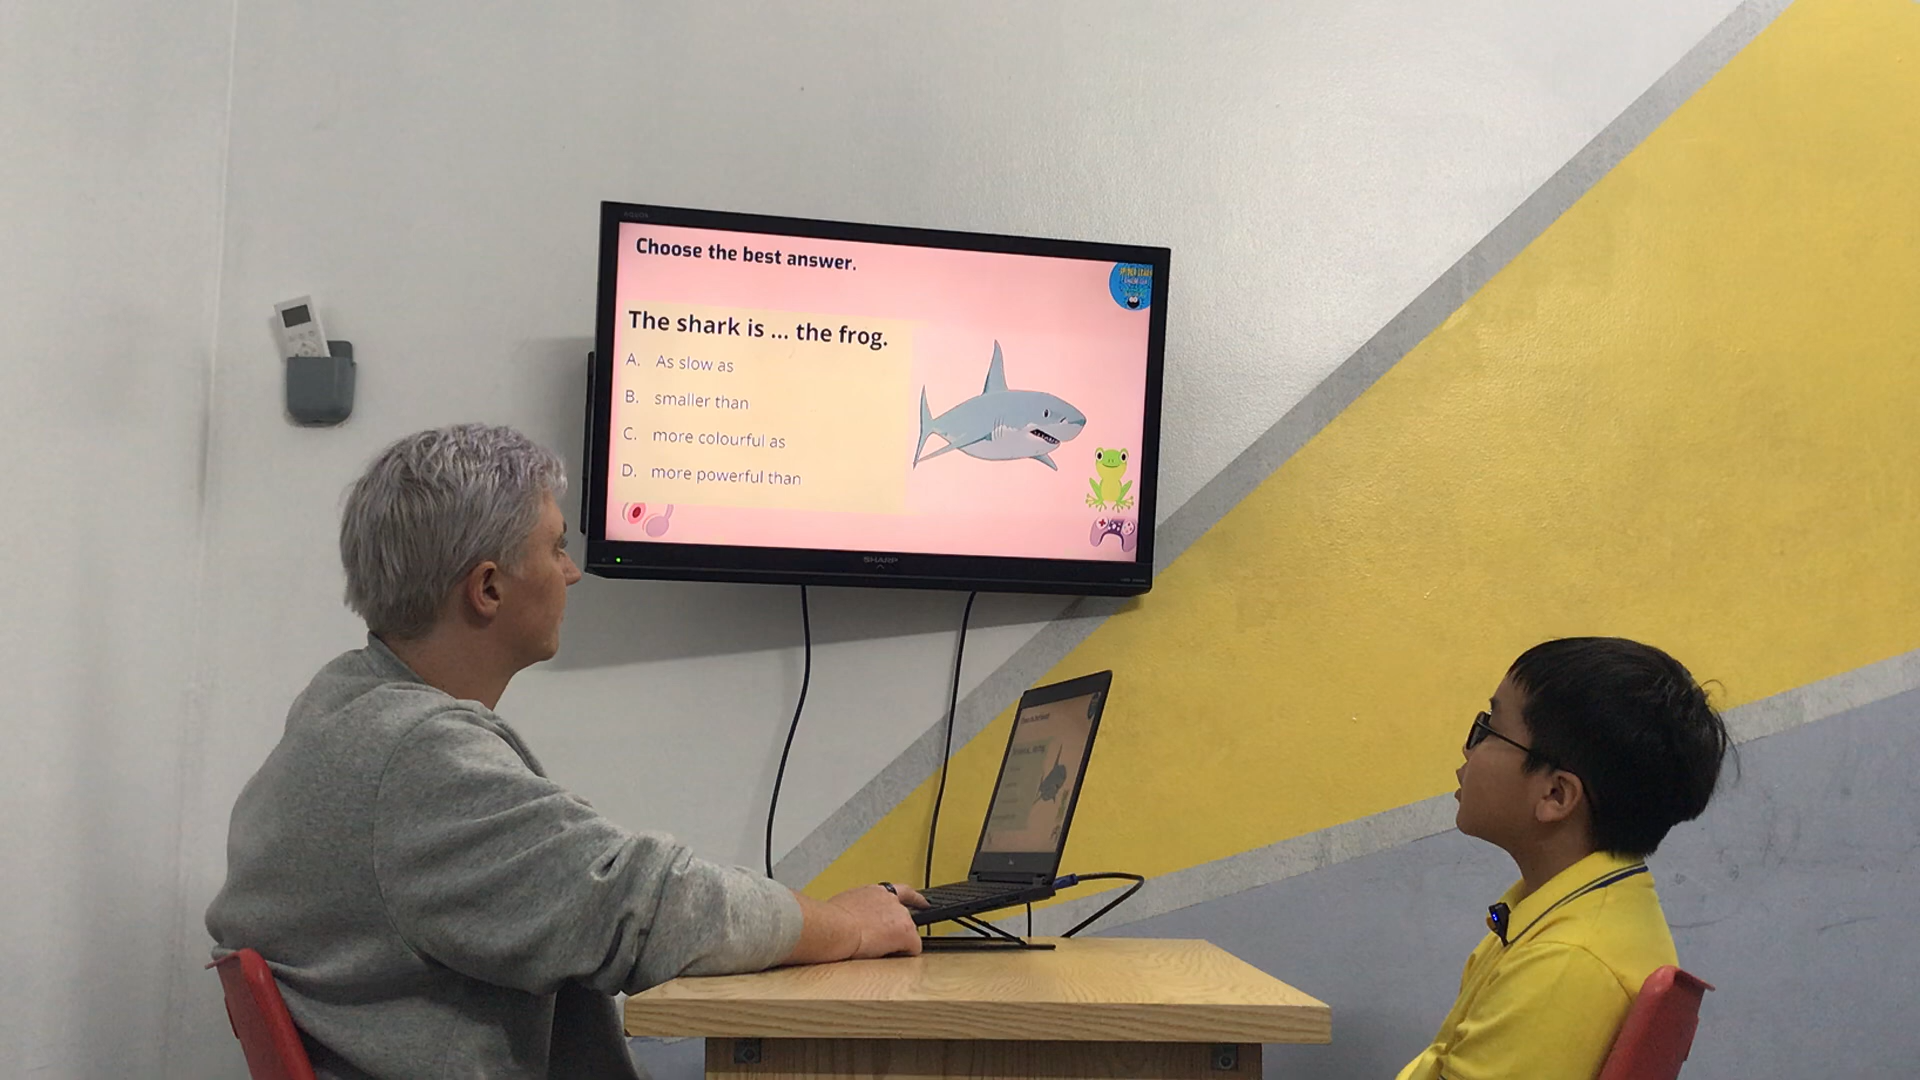 AQUOS
Choose the best answer.
The shark is ... the frog.
A. As slow as
B. smaller than
C. more colourful as
D. more powerful than
SHARP